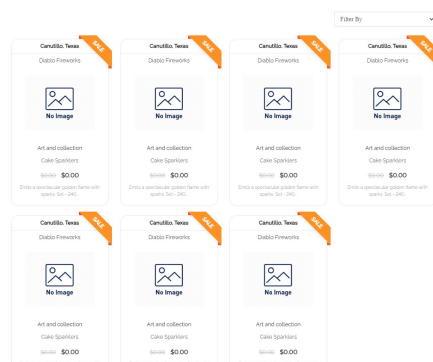 Filter By
Canutillo, Texas
SALE
Diablo Fireworks
No Image
Art and collection
Cake Sparklers
$0.00 $0.00
Emits a spectacular golden flame with
sparks. Set - 24G.
Canutillo, Texas
SALE
Diablo Fireworks
No Image
Art and collection
Cake Sparklers
$0.00 $0.00
Emits a spectacular golden flame with
sparks. Set - 24G.
Canutillo, Texas
SALE
Diablo Fireworks
No Image
Art and collection
Cake Sparklers
$0.00 $0.00
Emits a spectacular golden flame with
sparks. Set - 24G.
Canutillo, Texas
SALE
Diablo Fireworks
No Image
Art and collection
Cake Sparklers
$0.00 $0.00
Emits a spectacular golden flame with
sparks. Set - 24G.
Canutillo, Texas
SALE
Diablo Fireworks
No Image
Art and collection
Cake Sparklers
$0.00 $0.00
Canutillo, Texas
SALE
Diablo Fireworks
No Image
Art and collection
Cake Sparklers
$0.00 $0.00
Canutillo, Texas
SALE
Diablo Fireworks
No Image
Art and collection
Cake Sparklers
$0.00 $0.00